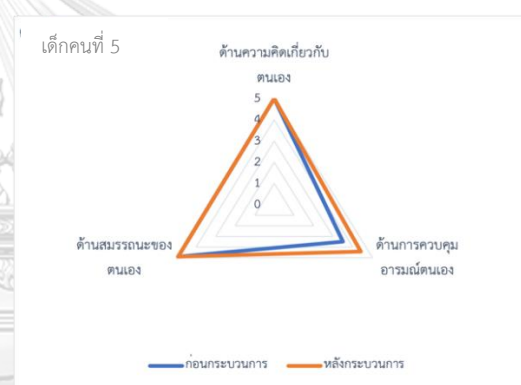 เด็กคนที่ 5
ด้านความคิดเกี่ยวกับ
ตนเอง
5
4
3
2
1
0
ด้านสมรรถนะของ
ตนเอง
ด้านการควบคุม
อารมณ์ตนเอง
ก่อนกระบวนการ
หลังกระบวนการ